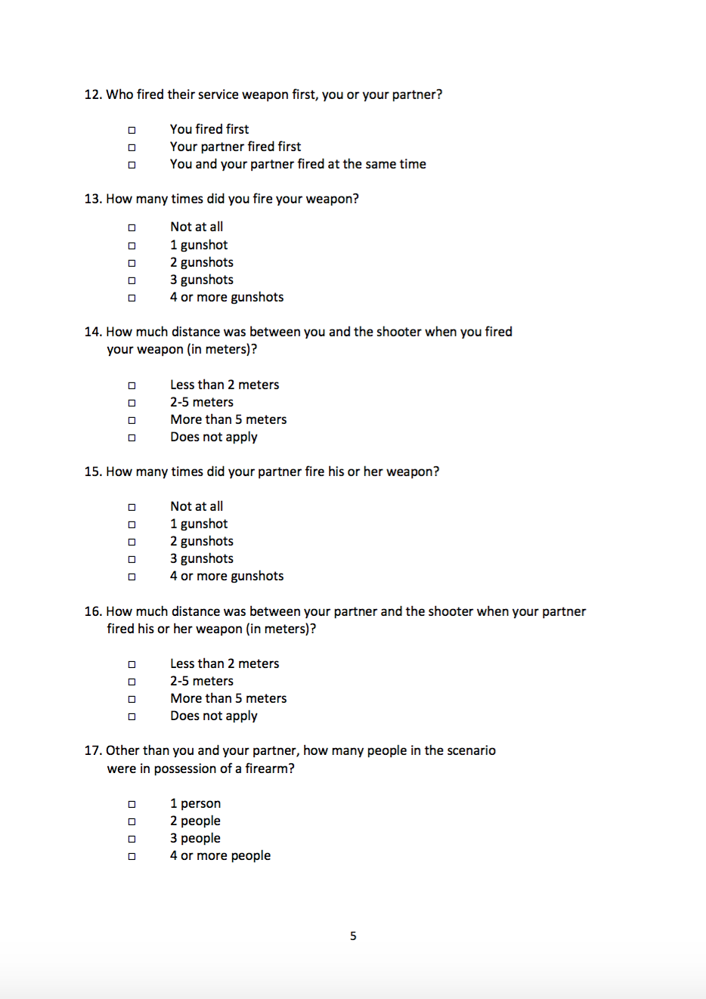 12. Who fired their service weapon first, you or your partner?
□ You fired first
□ Your partner fired first
□ You and your partner fired at the same time
13. How many times did you fire your weapon?
□ Not at all
□ 1 gunshot
□ 2 gunshots
□ 3 gunshots
□ 4 or more gunshots
14. How much distance was between you and the shooter when you fired
your weapon (in meters)?
□ Less than 2 meters
□ 2-5 meters
□ More than 5 meters
□ Does not apply
15. How many times did your partner fire his or her weapon?
□ Not at all
□ 1 gunshot
□ 2 gunshots
□ 3 gunshots
□ 4 or more gunshots
16. How much distance was between your partner and the shooter when your partner
fired his or her weapon (in meters)?
□ Less than 2 meters
□ 2-5 meters
□ More than 5 meters
□ Does not apply
17. Other than you and your partner, how many people in the scenario
were in possession of a firearm?
□ 1 person
□ 2 people
□ 3 people
□ 4 or more people
5